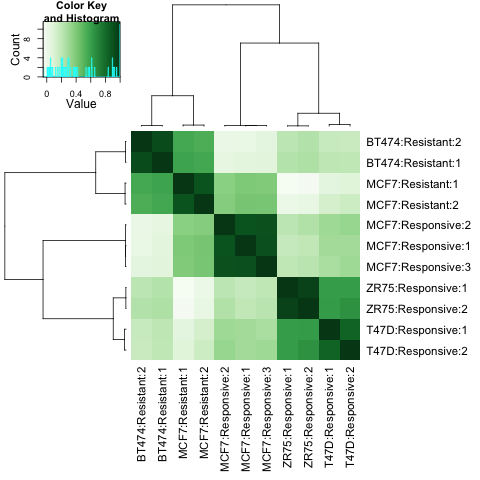 Color Key
and Histogram
Count
0 4 8
0 0.4 0.8
Value
BT474:Resistant:2
BT474:Resistant:1
MCF7:Resistant:1
MCF7:Resistant:2
MCF7:Responsive:2
MCF7:Responsive:1
MCF7:Responsive:3
ZR75:Responsive:1
ZR75:Responsive:2
T47D:Responsive:1
T47D:Responsive:2
BT474:Resistant:2
BT474:Resistant:1
MCF7:Resistant:1
MCF7:Resistant:2
MCF7:Responsive:2
MCF7:Responsive:1
MCF7:Responsive:3
ZR75:Responsive:1
ZR75:Responsive:2
T47D:Responsive:1
T47D:Responsive:2